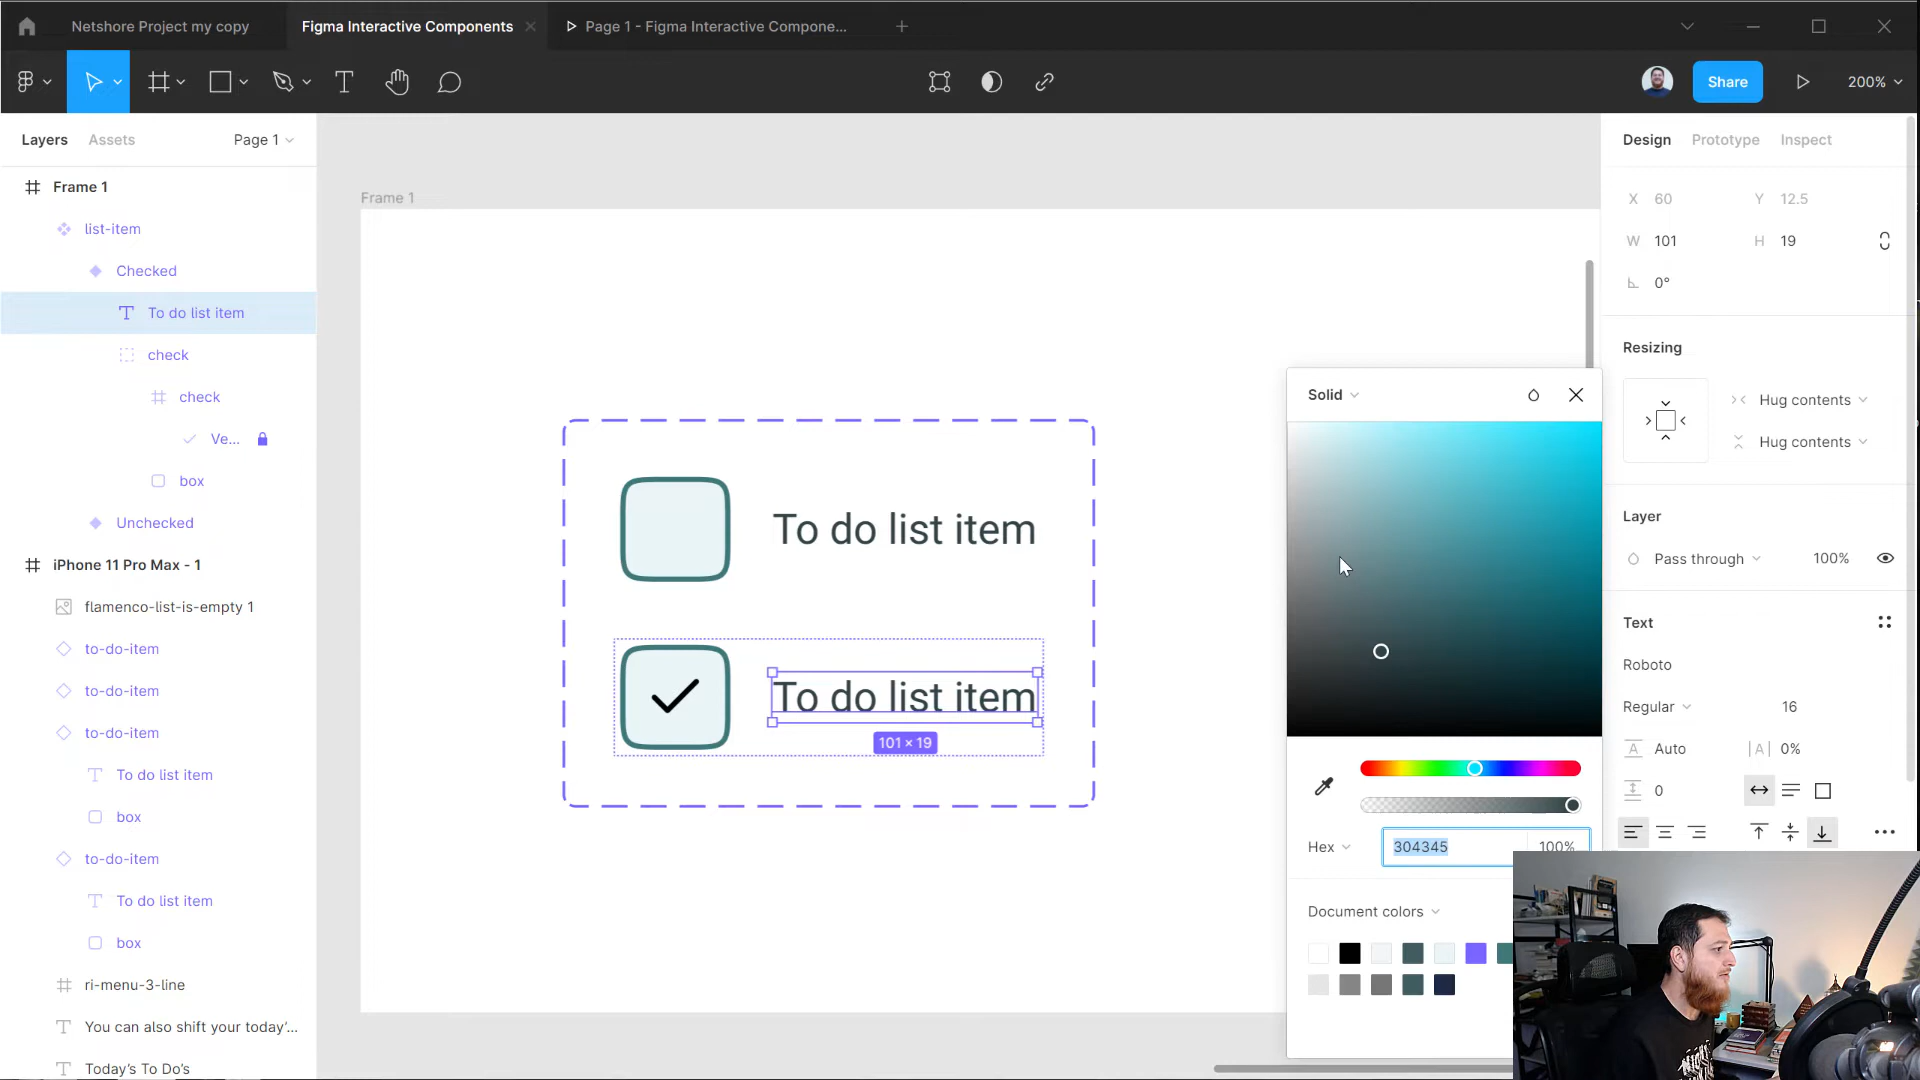 Netshore Project my copy
Figma Interactive Components
Page 1 - Figma Interactive Compone...
Share
200%
Layers
Assets
Page 1
Frame 1
list-item
Checked
To do list item
check
check
Ve...
box
Unchecked
iPhone 11 Pro Max - 1
flamenco-list-is-empty 1
to-do-item
to-do-item
to-do-item
To do list item
box
to-do-item
To do list item
box
ri-menu-3-line
You can also shift your today'...
Today's To Do's
Frame 1
To do list item
To do list item
101 × 19
Solid
Hex
304345
100%
Document colors
Design
Prototype
Inspect
X 60
Y 12.5
W 101
H 19
0°
Resizing
Hug contents
Hug contents
Layer
Pass through
100%
Text
Roboto
Regular
16
A Auto
|A| 0%
0